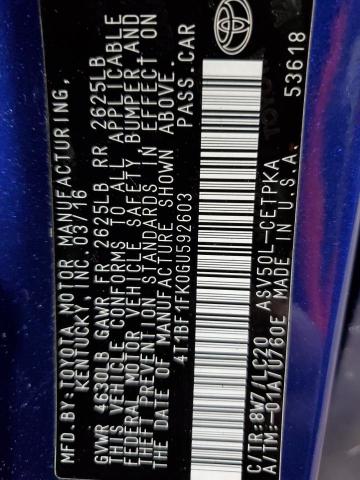 MFD.BY: TOYOTA MOTOR MANUFACTURING,
KENTUCKY, INC. 03/16
GVWR 4630LB GAWR FR 2625LB RR 2625LB
THIS VEHICLE CONFORMS TO ALL APPLICABLE
FEDERAL MOTOR VEHICLE SAFETY, BUMPER, AND
THEFT PREVENTION STANDARDS IN EFFECT ON
THE DATE OF MANUFACTURE SHOWN ABOVE.
4T1BF1FK0GU592603 PASS.CAR
C/TR:8W7/LC20 ASV50L-CETPKA
A/TM:-01A/U760E MADE IN U.S.A.
53618